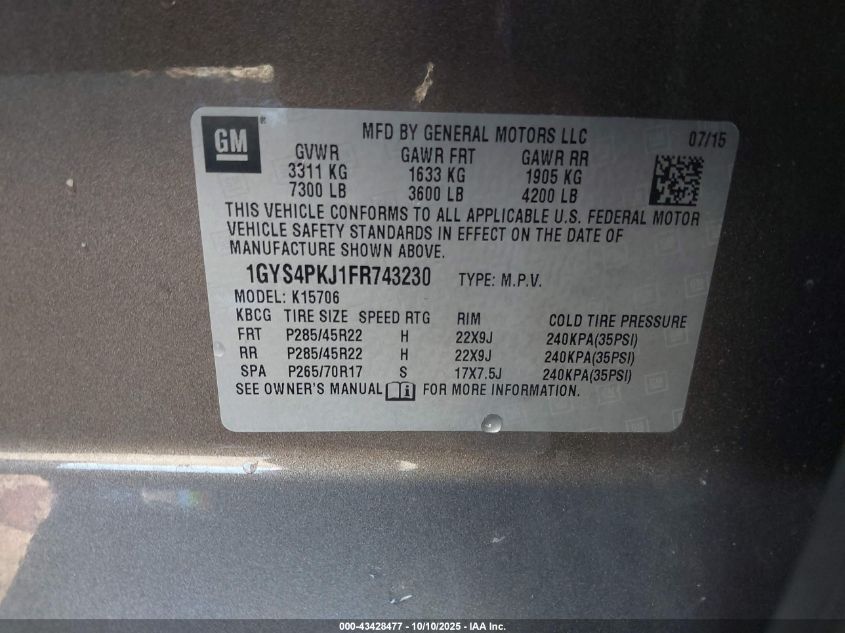 GM
MFD BY GENERAL MOTORS LLC 07/15
GVWR GAWR FRT GAWR RR
3311 KG 1633 KG 1905 KG
7300 LB 3600 LB 4200 LB
THIS VEHICLE CONFORMS TO ALL APPLICABLE U.S. FEDERAL MOTOR
VEHICLE SAFETY STANDARDS IN EFFECT ON THE DATE OF
MANUFACTURE SHOWN ABOVE.
1GYS4PKJ1FR743230 TYPE: M.P.V.
MODEL: K15706
KBCG TIRE SIZE SPEED RTG RIM COLD TIRE PRESSURE
FRT P285/45R22 H 22X9J 240KPA(35PSI)
RR P285/45R22 H 22X9J 240KPA(35PSI)
SPA P265/70R17 S 17X7.5J 240KPA(35PSI)
SEE OWNER'S MANUAL FOR MORE INFORMATION.
000-43428477 - 10/10/2025 - IAA Inc.